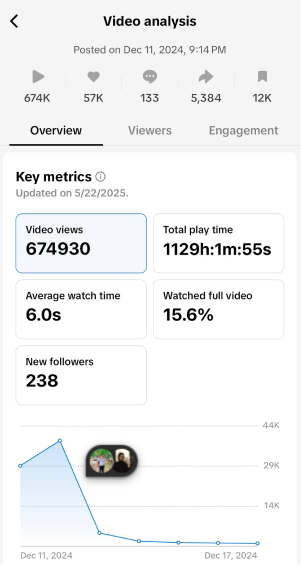 Video analysis
Posted on Dec 11, 2024, 9:14 PM
674K 57K 133 5,384 12K
Overview Viewers Engagement
Key metrics
Updated on 5/22/2025.
Video views Total play time
674930 1129h:1m:55s
Average watch time Watched full video
6.0s 15.6%
New followers
238
44K
29K
14K
Dec 11, 2024 Dec 17, 2024